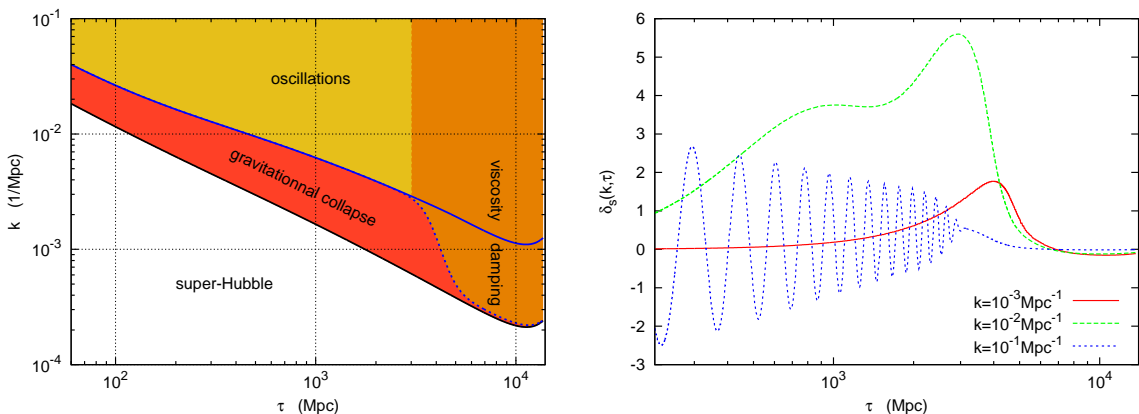 10⁻¹
10⁻²
10⁻³
10⁻⁴
k (1/Mpc)
oscillations
gravitationnal collapse
super-Hubble
viscosity
damping
10²
10³
10⁴
τ (Mpc)
6
5
4
3
2
1
0
-1
-2
-3
δₛ(k,τ)
k=10⁻³Mpc⁻¹
k=10⁻²Mpc⁻¹
k=10⁻¹Mpc⁻¹
10³
10⁴
τ (Mpc)